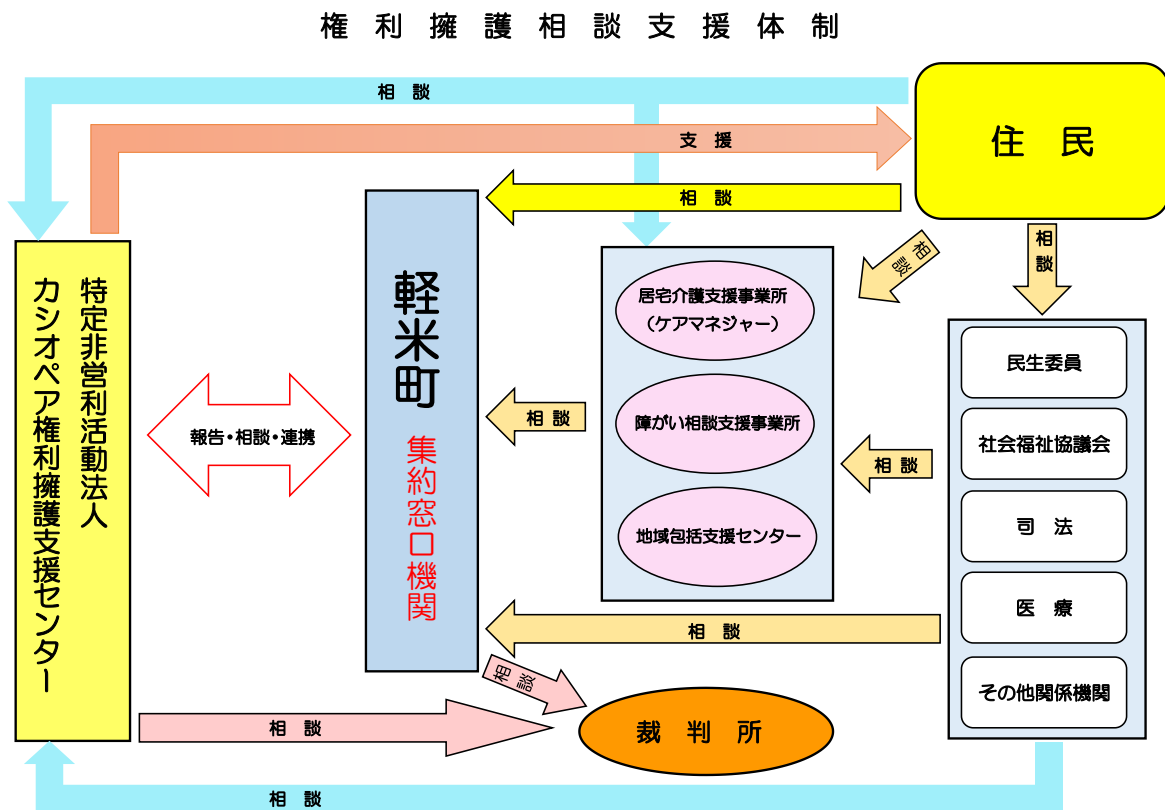 権利擁護相談支援体制
相談
住民
支援
相談
相談
相談
特定非営利活動法人
カシオペア権利擁護支援センター
報告・相談・連携
軽米町
集約窓口機関
相談
居宅介護支援事業所
（ケアマネジャー）
障がい相談支援事業所
地域包括支援センター
相談
民生委員
社会福祉協議会
司法
医療
その他関係機関
相談
相談
相談
裁判所
相談